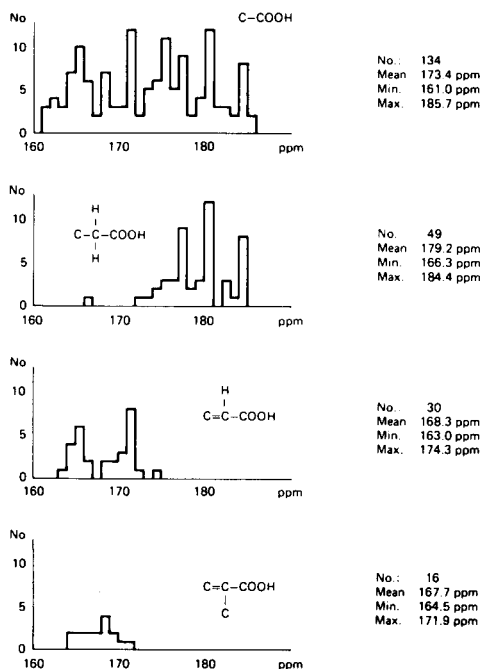 No
C-COOH
10
5
0
160 170 180 ppm
No.: 134
Mean 173.4 ppm
Min. 161.0 ppm
Max. 185.7 ppm
No
H
C-C-COOH
H
10
5
0
160 170 180 ppm
No. 49
Mean 179.2 ppm
Min. 166.3 ppm
Max. 184.4 ppm
No
H
C=C-COOH
10
5
0
160 170 180 ppm
No.. 30
Mean 168.3 ppm
Min. 163.0 ppm
Max. 174.3 ppm
No
C=C-COOH
C
10
5
0
160 170 180 ppm
No.: 16
Mean 167.7 ppm
Min. 164.5 ppm
Max. 171.9 ppm